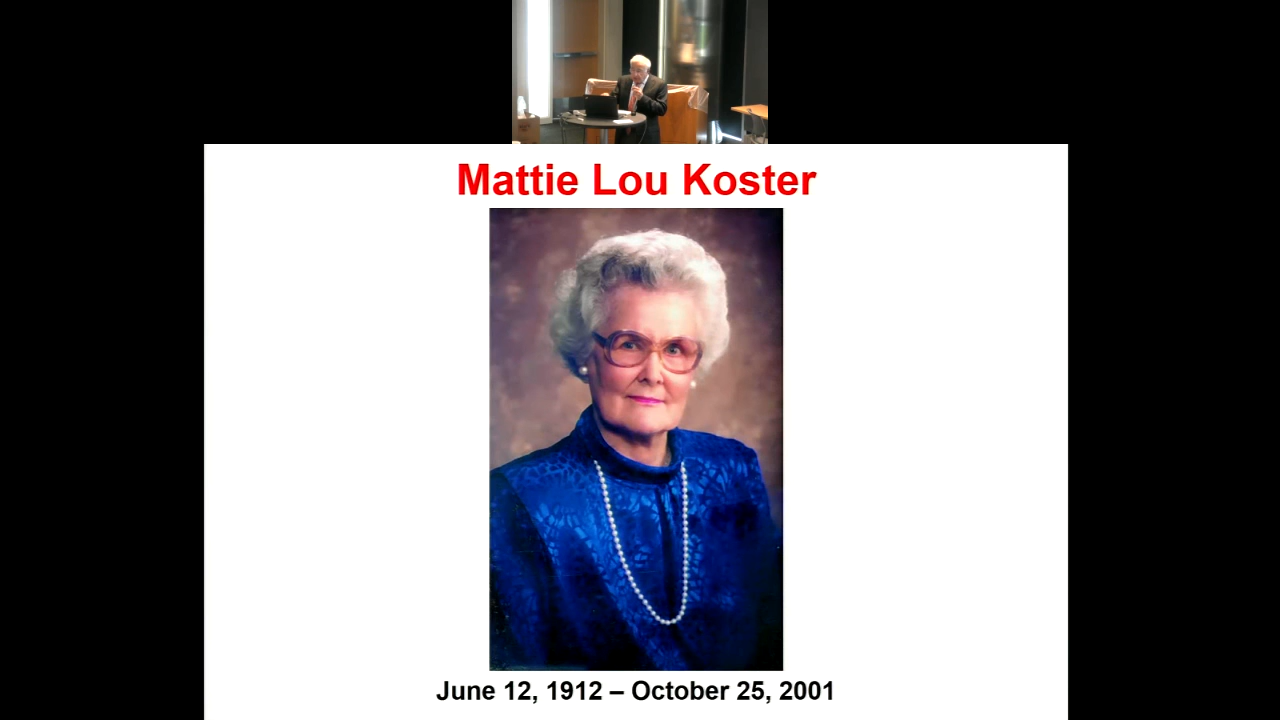 Mattie Lou Koster
June 12, 1912 – October 25, 2001